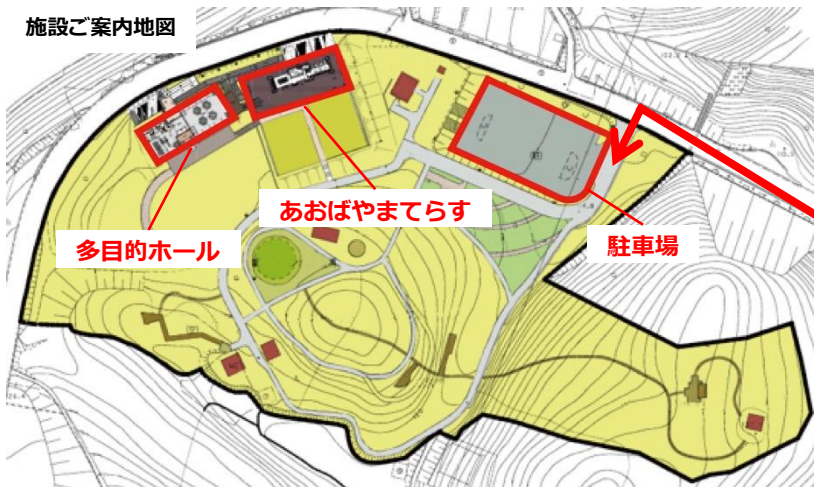 施設ご案内地図
あおばやまてらす
多目的ホール
駐車場